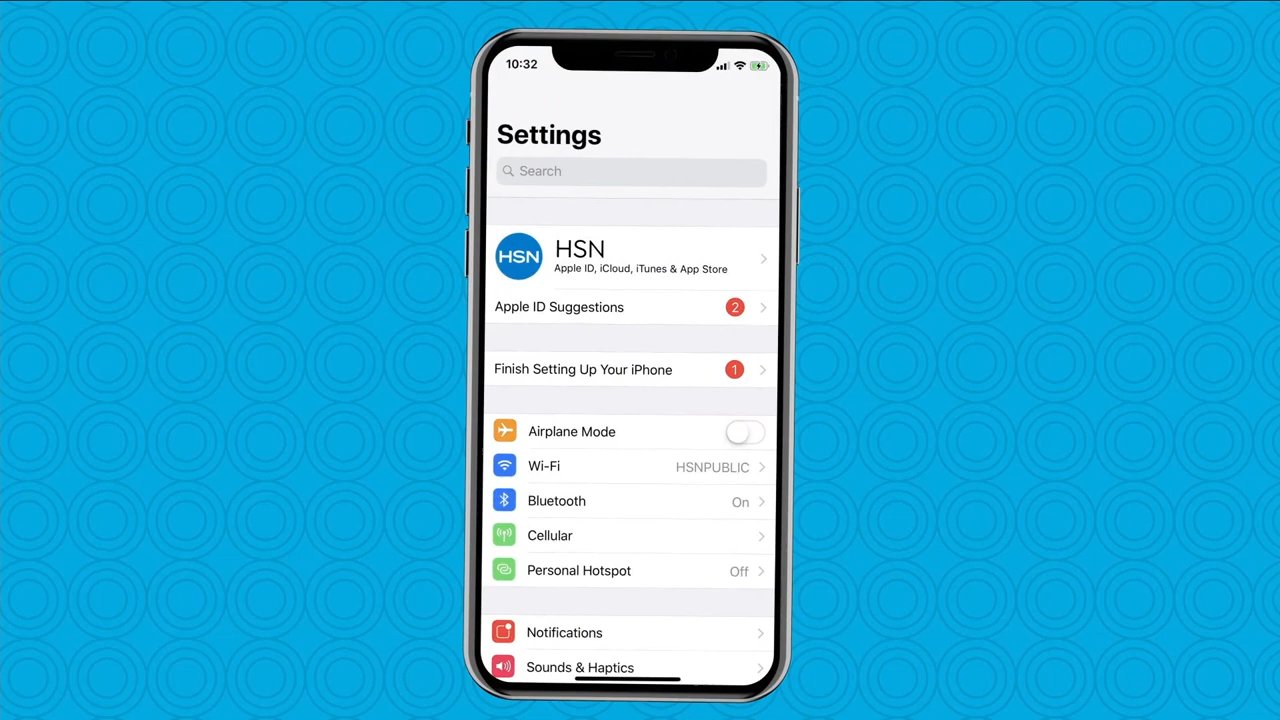 10:32
Settings
Search
HSN
HSN
Apple ID, iCloud, iTunes & App Store
Apple ID Suggestions 2
Finish Setting Up Your iPhone 1
Airplane Mode
Wi-Fi HSNPUBLIC
Bluetooth On
Cellular
Personal Hotspot Off
Notifications
Sounds & Haptics